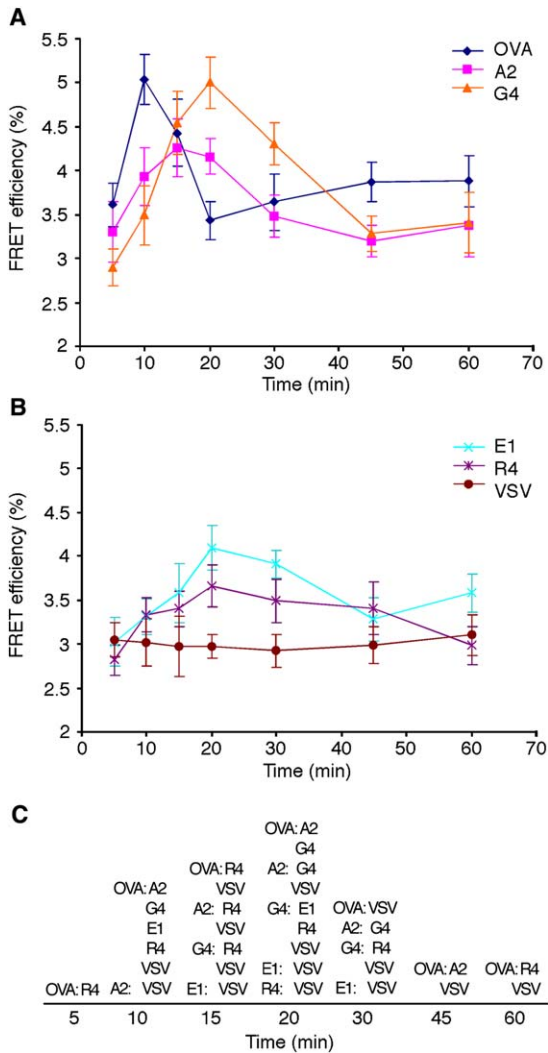 A
5.5
5
4.5
4
3.5
3
2.5
2
FRET efficiency (%)
0 10 20 30 40 50 60 70
Time (min)
OVA
A2
G4
B
5.5
5
4.5
4
3.5
3
2.5
2
FRET efficiency (%)
0 10 20 30 40 50 60 70
Time (min)
E1
R4
VSV
C
OVA: A2
G4
OVA: R4 A2: G4
OVA: A2 VSV VSV
G4 A2: R4 G4: E1 OVA: VSV
E1 VSV R4 A2: G4
R4 G4: R4 VSV G4: R4
VSV VSV E1: VSV VSV OVA: A2 OVA: R4
OVA: R4 A2: VSV E1: VSV R4: VSV E1: VSV VSV VSV
5 10 15 20 30 45 60
Time (min)